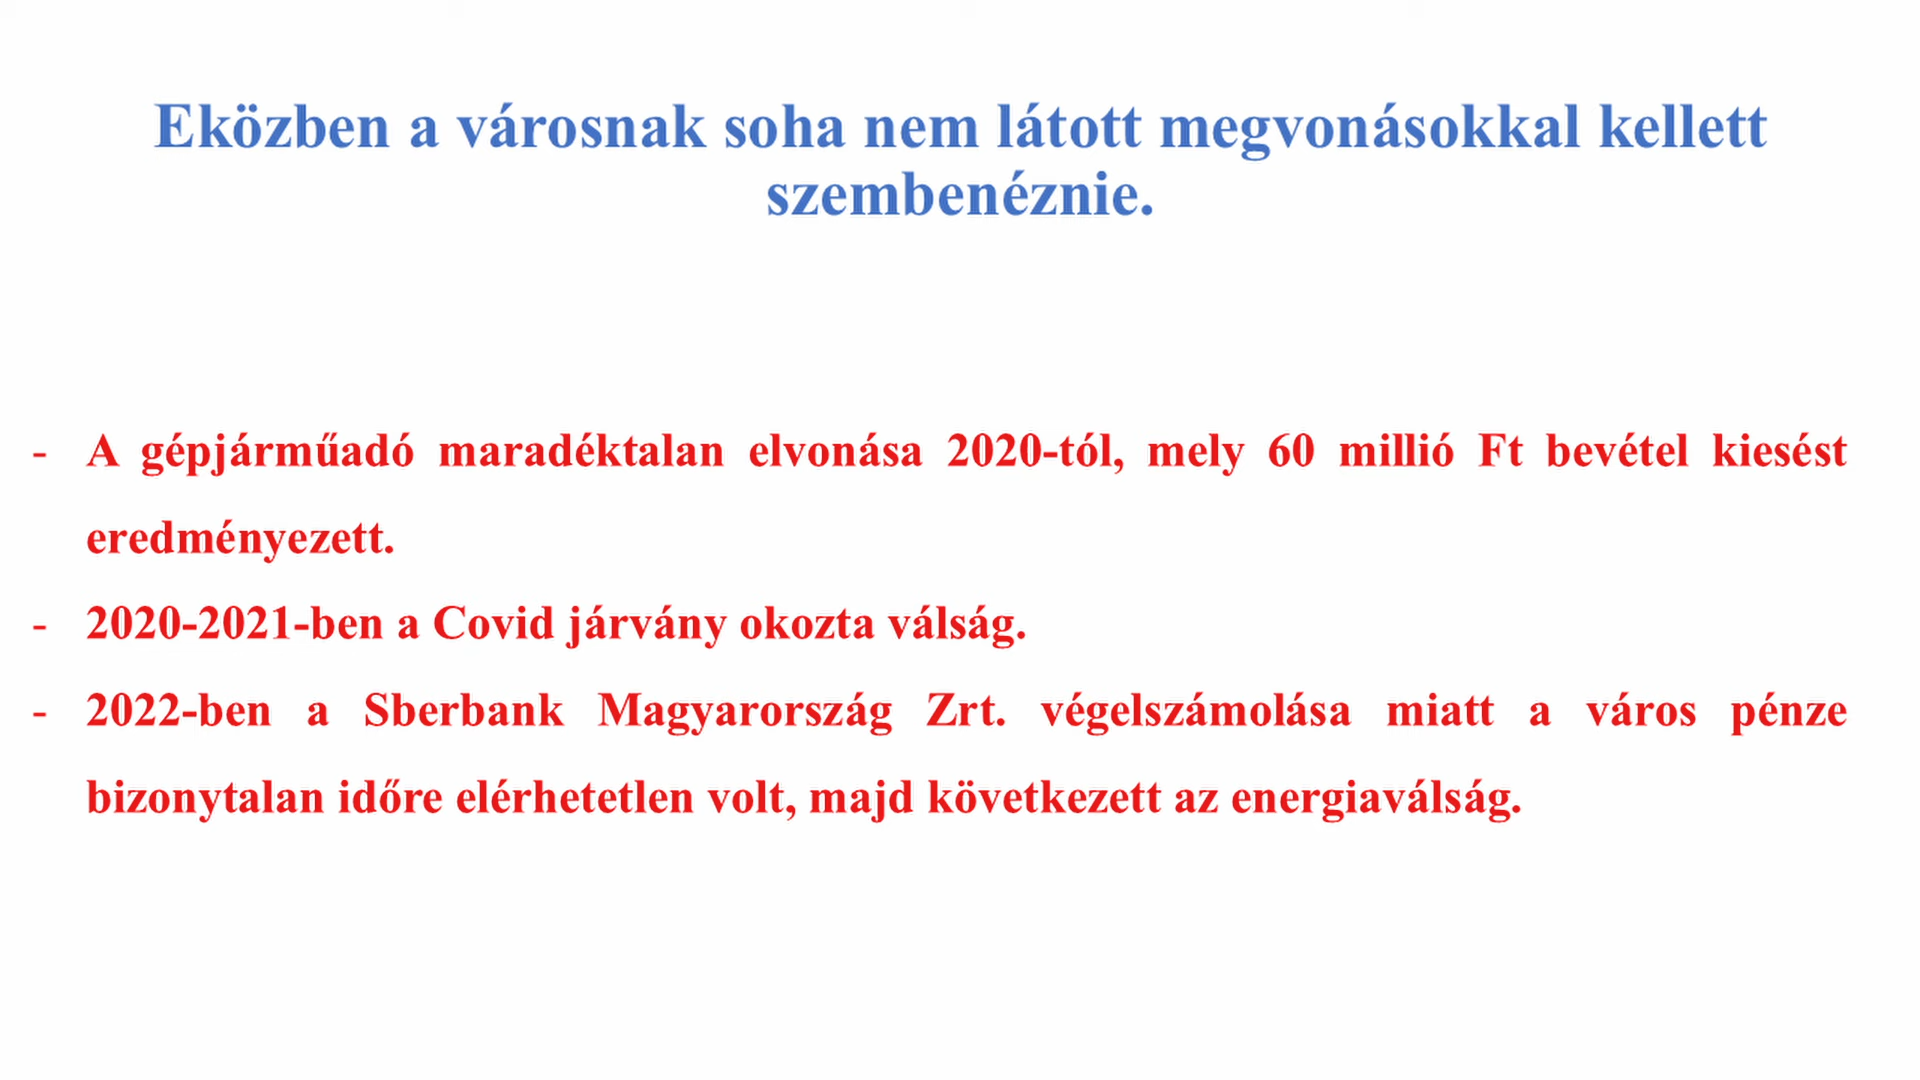 Eközben a városnak soha nem látott megvonásokkal kellett
szembenéznie.
- A gépjárműadó maradéktalan elvonása 2020-tól, mely 60 millió Ft bevétel kiesést
eredményezett.
- 2020-2021-ben a Covid járvány okozta válság.
- 2022-ben a Sberbank Magyarország Zrt. végelszámolása miatt a város pénze
bizonytalan időre elérhetetlen volt, majd következett az energiaválság.